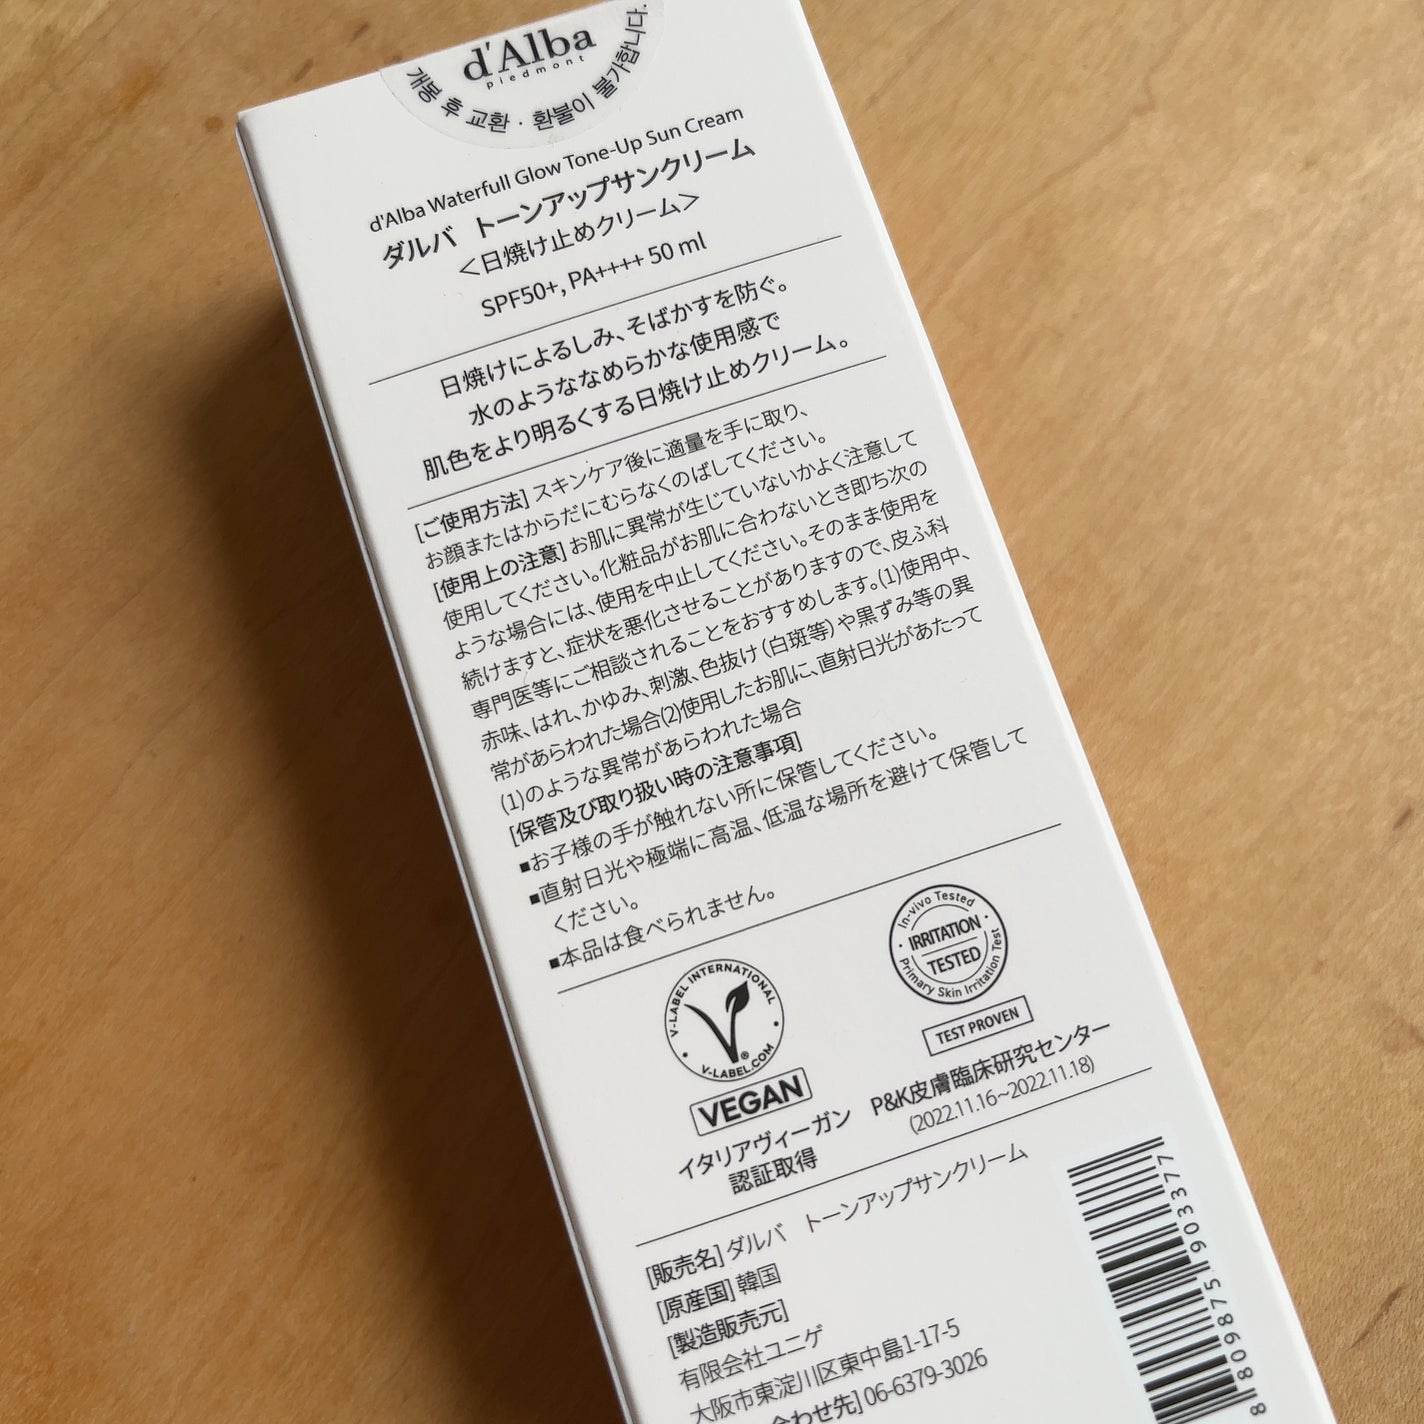 d'Alba
piedmont
개봉 후 교환 · 환불이 불가합니다.
d'Alba Waterfull Glow Tone-Up Sun Cream
ダルバ　トーンアップサンクリーム
＜日焼け止めクリーム＞
SPF50+, PA++++ 50 ml
日焼けによるしみ、そばかすを防ぐ。
水のようななめらかな使用感で
肌色をより明るくする日焼け止めクリーム。
[ご使用方法] スキンケア後に適量を手に取り、
お顔またはからだにむらなくのばしてください。
[使用上の注意] お肌に異常が生じていないかよく注意して
使用してください。化粧品がお肌に合わないとき即ち次の
ような場合には、使用を中止してください。そのまま使用を
続けますと、症状を悪化させることがありますので、皮ふ科
専門医等にご相談されることをおすすめします。(1)使用中、
赤味、はれ、かゆみ、刺激、色抜け（白斑等）や黒ずみ等の異
常があらわれた場合(2)使用したお肌に、直射日光があたって
(1)のような異常があらわれた場合
[保管及び取り扱い時の注意事項]
■お子様の手が触れない所に保管してください。
■直射日光や極端に高温、低温な場所を避けて保管して
ください。
■本品は食べられません。
V-LABEL INTERNATIONAL
V-LABEL.COM
®
VEGAN
イタリアヴィーガン
認証取得
In-vivo Tested
IRRITATION
TESTED
Primary Skin Irritation Test
TEST PROVEN
P&K皮膚臨床研究センター
(2022.11.16~2022.11.18)
[販売名] ダルバ　トーンアップサンクリーム
[原産国] 韓国
[製造販売元]
有限会社ユニゲ
大阪市東淀川区東中島1-17-5
合わせ先] 06-6379-3026
8 809875 903377